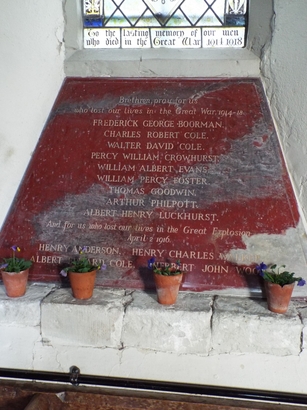 To the lasting memory of our men
who died in the Great War 1914 1918
Brethren, pray for us
who lost our lives in the Great War, 1914-18.
FREDERICK GEORGE BOORMAN.
CHARLES ROBERT COLE.
WALTER DAVID COLE.
PERCY WILLIAM CROWHURST.
WILLIAM ALBERT EVANS.
WILLIAM PERCY FOSTER.
THOMAS GOODWIN.
ARTHUR PHILPOTT.
ALBERT HENRY LUCKHURST.
And for us who lost our lives in the Great Explosion
April 2 1916.
HENRY ANDERSON. HENRY CHARLES
ALBERT COLE. HERBERT JOHN